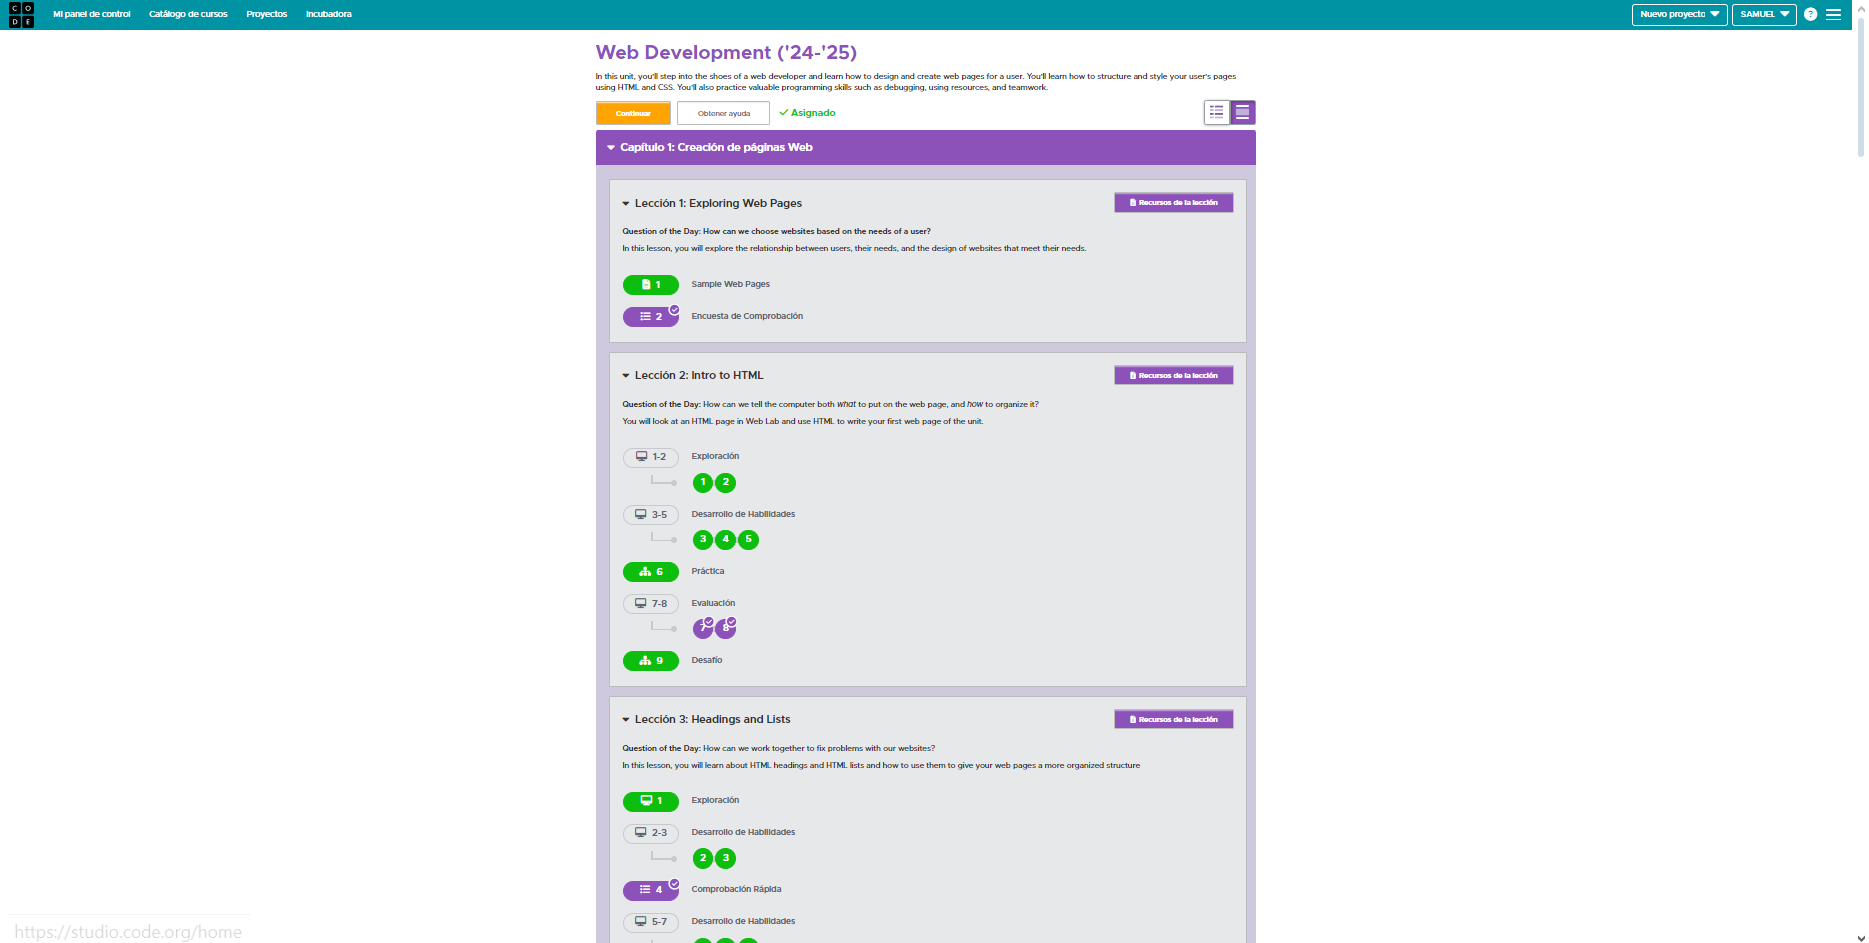 CODE
Mi panel de control Catálogo de cursos Proyectos Incubadora Nuevo proyecto SAMUEL ?
Web Development ('24-'25)
In this unit, you'll step into the shoes of a web developer and learn how to design and create web pages for a user. You'll learn how to structure and style your user's pages
using HTML and CSS. You'll also practice valuable programming skills such as debugging, using resources, and teamwork.
Continuar Obtener ayuda Asignado
Capítulo 1: Creación de páginas Web
Lección 1: Exploring Web Pages Recursos de la lección
Question of the Day: How can we choose websites based on the needs of a user?
In this lesson, you will explore the relationship between users, their needs, and the design of websites that meet their needs.
1 Sample Web Pages
2 Encuesta de Comprobación
Lección 2: Intro to HTML Recursos de la lección
Question of the Day: How can we tell the computer both what to put on the web page, and how to organize it?
You will look at an HTML page in Web Lab and use HTML to write your first web page of the unit.
1-2 Exploración
1 2
3-5 Desarrollo de Habilidades
3 4 5
6 Práctica
7-8 Evaluación
7 8
9 Desafío
Lección 3: Headings and Lists Recursos de la lección
Question of the Day: How can we work together to fix problems with our websites?
In this lesson, you will learn about HTML headings and HTML lists and how to use them to give your web pages a more organized structure
1 Exploración
2-3 Desarrollo de Habilidades
2 3
4 Comprobación Rápida
5-7 Desarrollo de Habilidades
https://studio.code.org/home